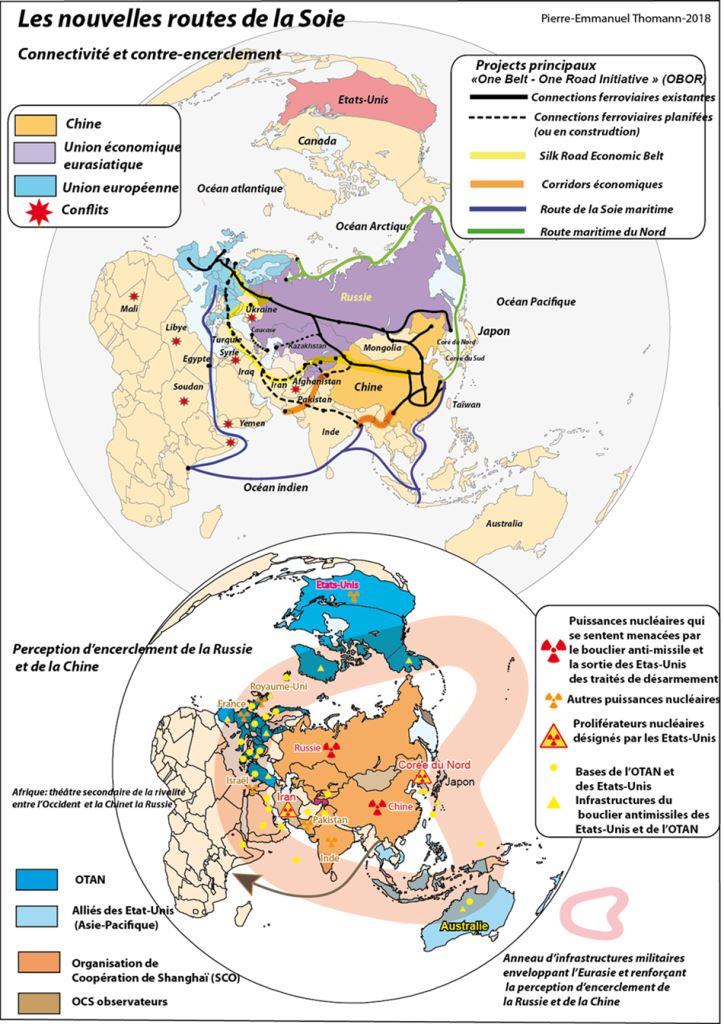 Les nouvelles routes de la Soie
Pierre-Emmanuel Thomann-2018
Connectivité et contre-encerclement
Projects principaux
«One Belt - One Road Initiative » (OBOR)
Connections ferroviaires existantes
Connections ferroviaires planifiées
(ou en construdtion)
Silk Road Economic Belt
Corridors économiques
Route de la Soie maritime
Route maritime du Nord
Chine
Union économique
eurasiatique
Union européenne
Conflits
Etats-Unis
Canada
Océan atlantique
Océan Arctique
Océan Pacifique
Russie
Ukraine
Caucase
Kazakhstan
Mongolia
Corée du Nord
Corée du Sud
Japon
Mali
Libye
Turquie
Syrie
Egypte
Iraq
Iran
Afghanistan
Pakistan
Chine
Taïwan
Soudan
Yemen
Inde
Océan indien
Australia
Perception d'encerclement de la Russie
et de la Chine
Etats-Unis
Royaume-Uni
France
Russie
Corée du Nord
Japon
Israël
Iran
Chine
Pakistan
Inde
Australie
Afrique: théâtre secondaire de la rivalité
entre l'Occident et la Chinet la Russie
Puissances nucléaires qui
se sentent menacées par
le bouclier anti-missile et
la sortie des Etas-Unis
des traités de désarmement
Autres puissances nucléaires
Proliférateurs nucléaires
désignés par les Etats-Unis
Bases de l'OTAN et
des Etats-Unis
Infrastructures du
bouclier antimissiles des
Etats-Unis et de l'OTAN
OTAN
Alliés des Etat-Unis
(Asie-Pacifique)
Organisation de
Coopération de Shanghaï (SCO)
OCS observateurs
Anneau d'infrastructures militaires
enveloppant l'Eurasie et renforçant
la perception d'encerclement de
la Russie et de la Chine